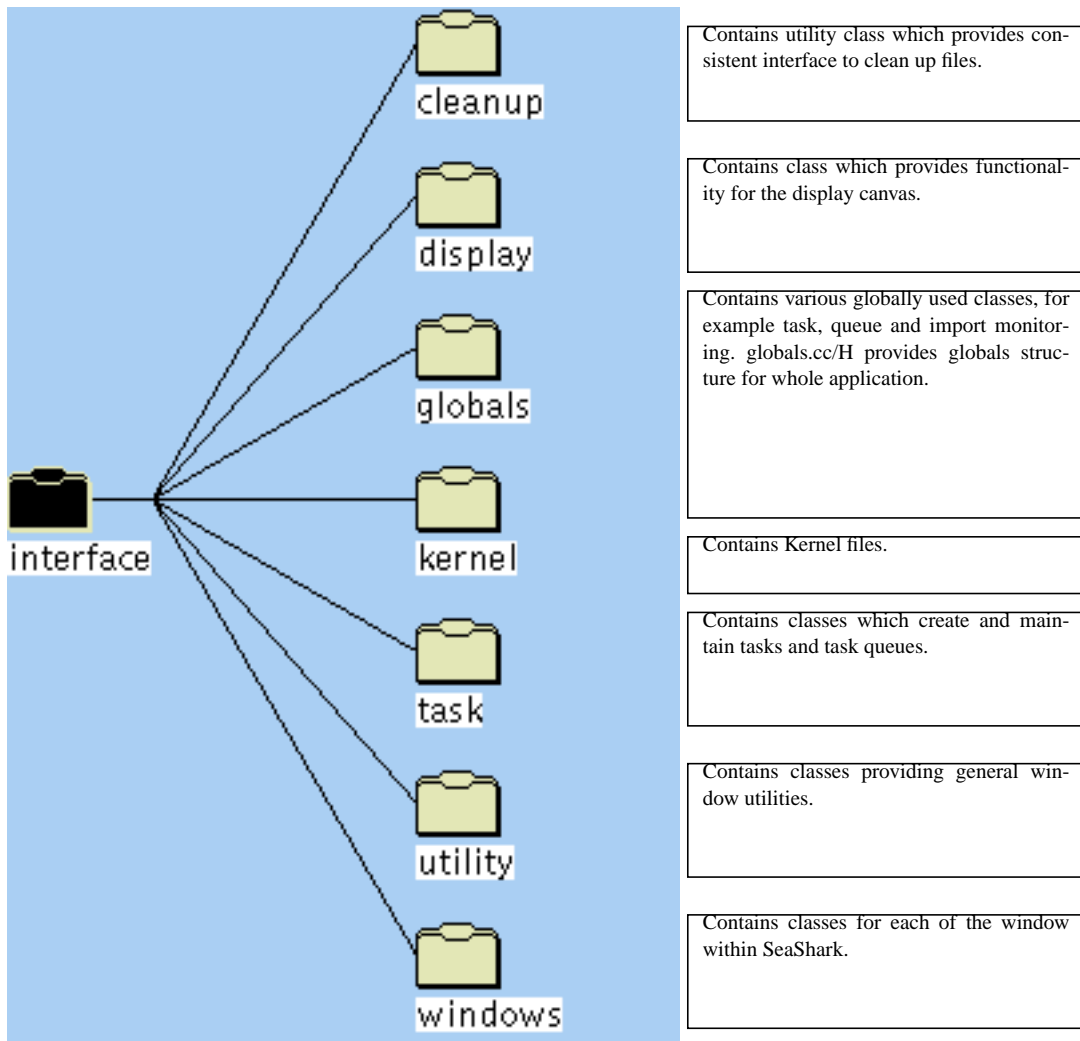 cleanup
Contains utility class which provides con-
sistent interface to clean up files.
display
Contains class which provides functional-
ity for the display canvas.
globals
Contains various globally used classes, for
example task, queue and import monitor-
ing. globals.cc/H provides globals struc-
ture for whole application.
interface
kernel
Contains Kernel files.
task
Contains classes which create and main-
tain tasks and task queues.
utility
Contains classes providing general win-
dow utilities.
windows
Contains classes for each of the window
within SeaShark.